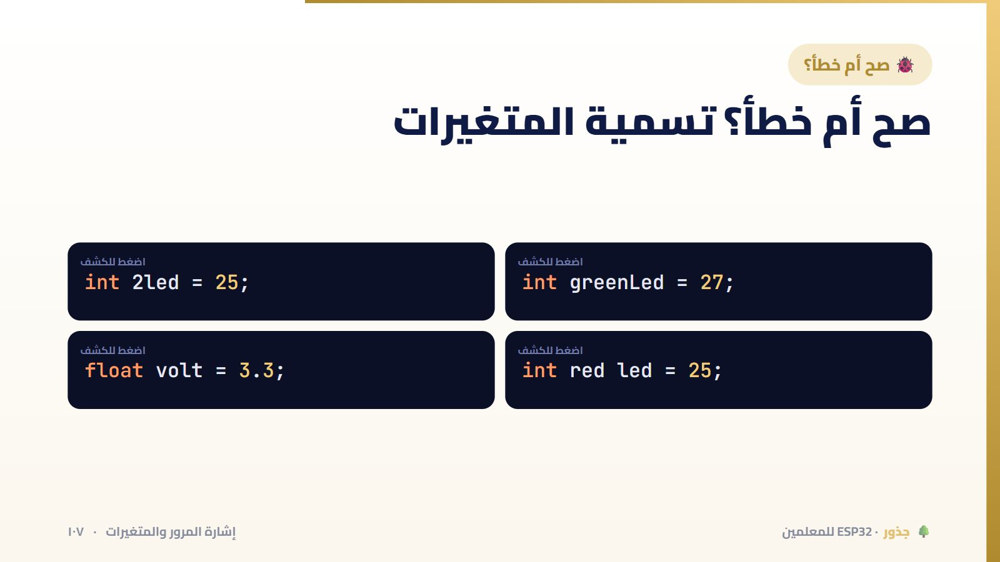 صح أم خطأ؟
صح أم خطأ؟ تسمية المتغيرات
اضغط للكشف
int greenLed = 27;
اضغط للكشف
int 2led = 25;
اضغط للكشف
int red led = 25;
اضغط للكشف
float volt = 3.3;
جذور · ESP32 للمعلمين
إشارة المرور والمتغيرات · ١٠٧